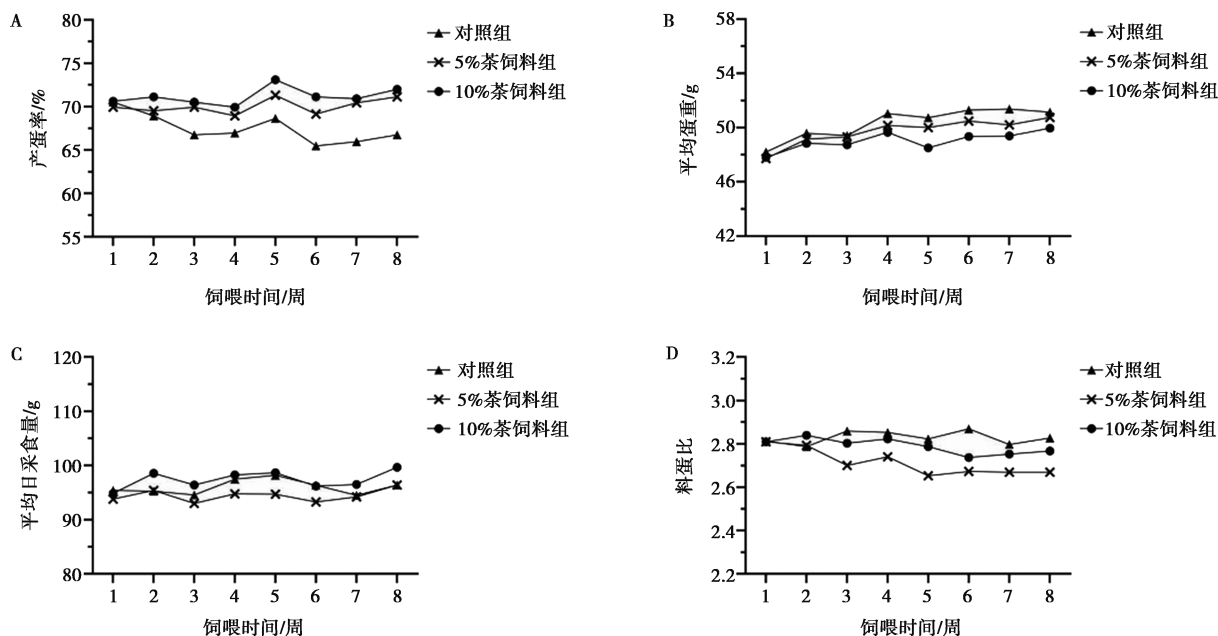 A
80
75
70
65
60
55
产蛋率/%
1 2 3 4 5 6 7 8
饲喂时间/周
对照组
5%茶饲料组
10%茶饲料组
B
58
54
50
46
42
平均蛋重/g
1 2 3 4 5 6 7 8
饲喂时间/周
对照组
5%茶饲料组
10%茶饲料组
C
120
110
100
90
80
平均日采食量/g
1 2 3 4 5 6 7 8
饲喂时间/周
对照组
5%茶饲料组
10%茶饲料组
D
3.2
3.0
2.8
2.6
2.4
2.2
料蛋比
1 2 3 4 5 6 7 8
饲喂时间/周
对照组
5%茶饲料组
10%茶饲料组